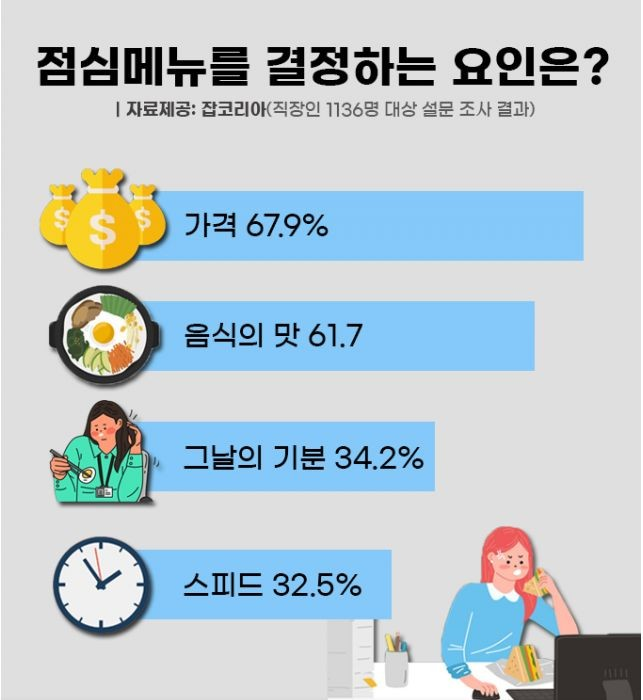 점심메뉴를 결정하는 요인은?
| 자료제공: 잡코리아(직장인 1136명 대상 설문 조사 결과)
가격 67.9%
음식의 맛 61.7
그날의 기분 34.2%
스피드 32.5%